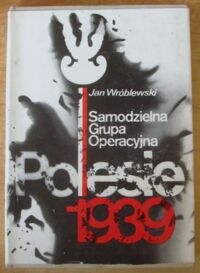 Jan Wróblewski
Samodzielna
Grupa
Operacyjna
Polesie
1939